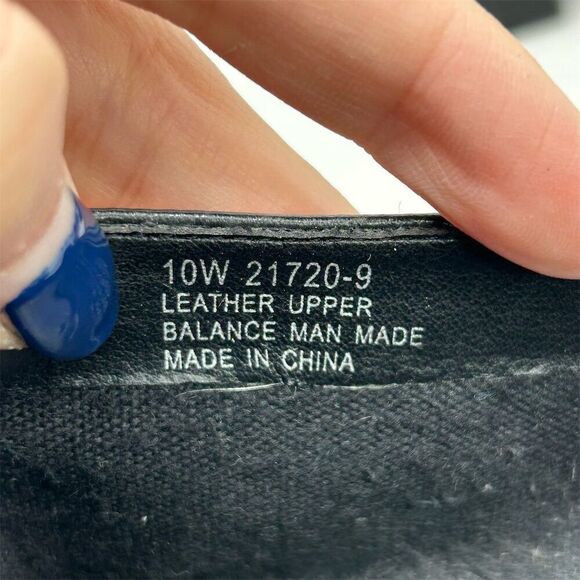 10W 21720-9
LEATHER UPPER
BALANCE MAN MADE
MADE IN CHINA